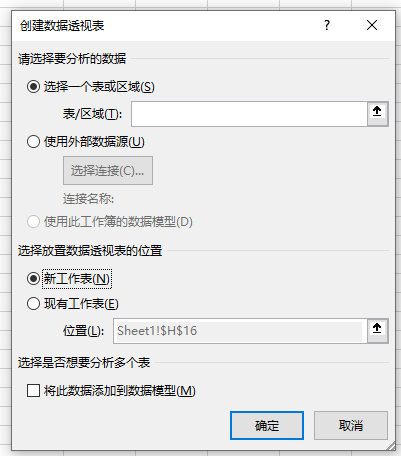 创建数据透视表
?
请选择要分析的数据
选择一个表或区域(S)
表/区域(T):
使用外部数据源(U)
选择连接(C)...
连接名称:
使用此工作簿的数据模型(D)
选择放置数据透视表的位置
新工作表(N)
现有工作表(E)
位置(L): Sheet1!$H$16
选择是否想要分析多个表
将此数据添加到数据模型(M)
确定 取消